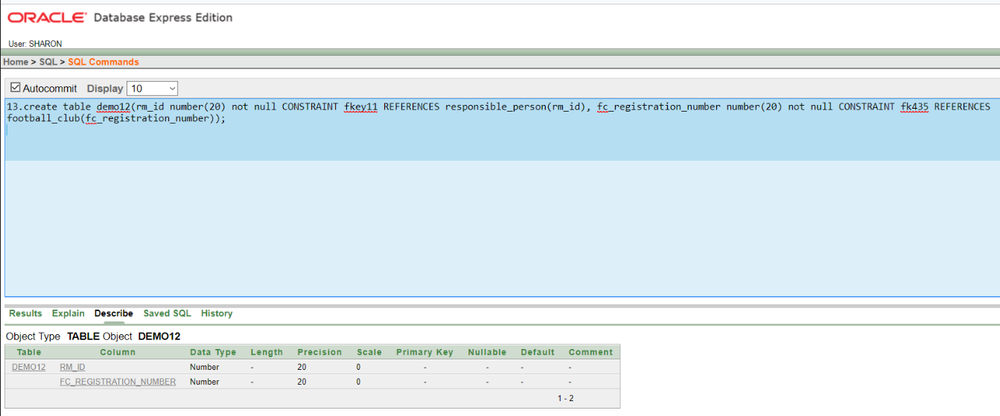 ORACLE Database Express Edition
User: SHARON
Home > SQL > SQL Commands
Autocommit Display 10
13.create table demo12(rm_id number(20) not null CONSTRAINT fkey11 REFERENCES responsible_person(rm_id), fc_registration_number number(20) not null CONSTRAINT fk435 REFERENCES
football_club(fc_registration_number));
Results Explain Describe Saved SQL History
Object Type TABLE Object DEMO12
Table Column Data Type Length Precision Scale Primary Key Nullable Default Comment
DEMO12 RM_ID Number - 20 0 - - - -
FC_REGISTRATION_NUMBER Number - 20 0 - - - -
1 - 2